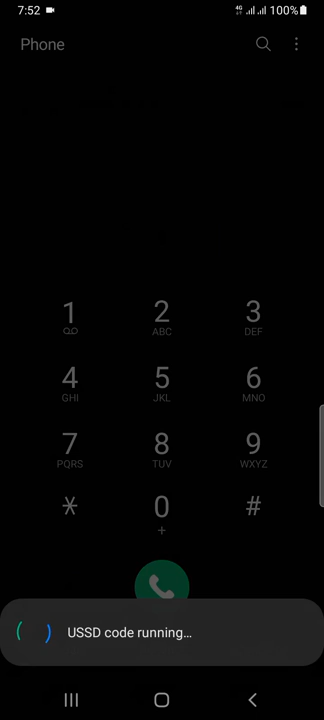 7:52 4G 100%
Phone
1 2 3
ABC DEF
4 5 6
GHI JKL MNO
7 8 9
PQRS TUV WXYZ
* 0 #
+
USSD code running...